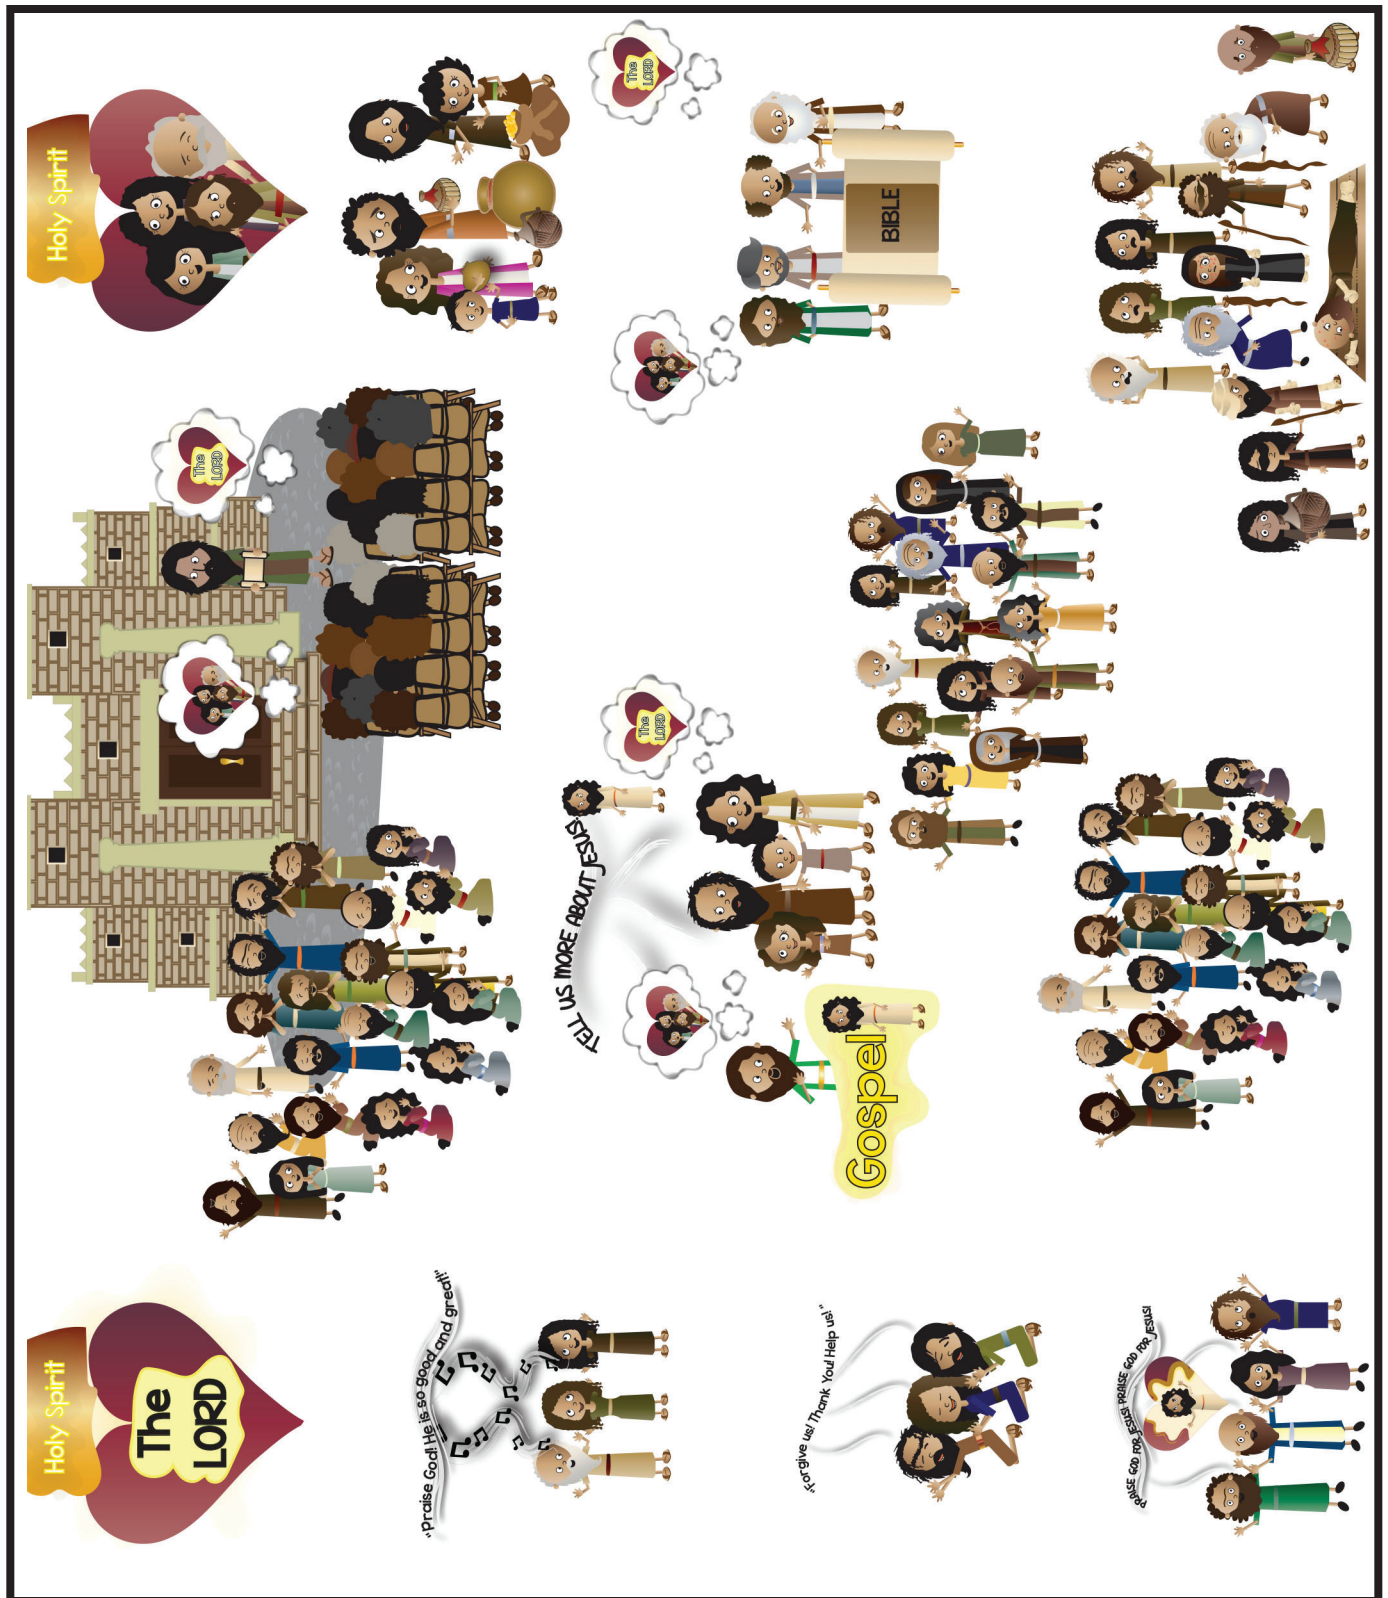 Holy Spirit
Holy Spirit
The
LORD
The
LORD
"Praise God! He is so good and great!"
TELL US MORE ABOUT JESUS!
The
LORD
The
LORD
"Forgive us! Thank You! Help us!"
Gospel
BIBLE
PRAISE GOD FOR JESUS! PRAISE GOD FOR JESUS!